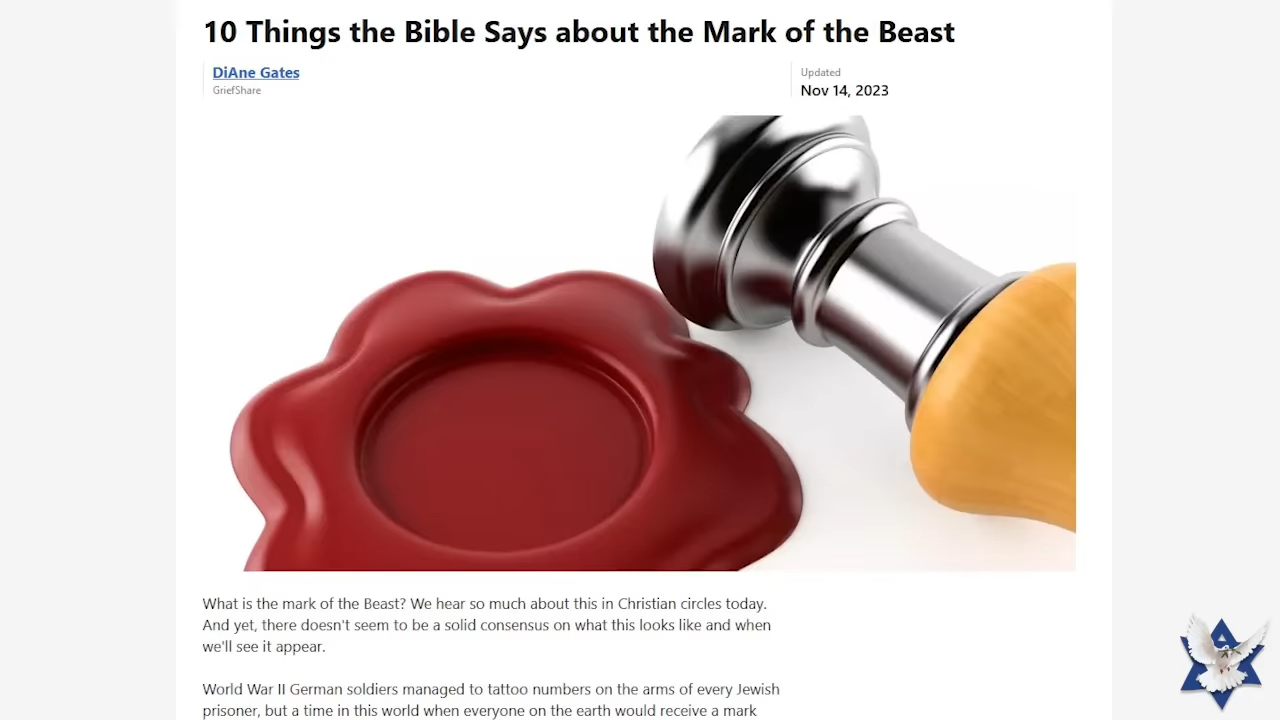 10 Things the Bible Says about the Mark of the Beast
DiAne Gates
GriefShare
Updated
Nov 14, 2023
What is the mark of the Beast? We hear so much about this in Christian circles today.
And yet, there doesn't seem to be a solid consensus on what this looks like and when
we'll see it appear.
World War II German soldiers managed to tattoo numbers on the arms of every Jewish
prisoner, but a time in this world when everyone on the earth would receive a mark